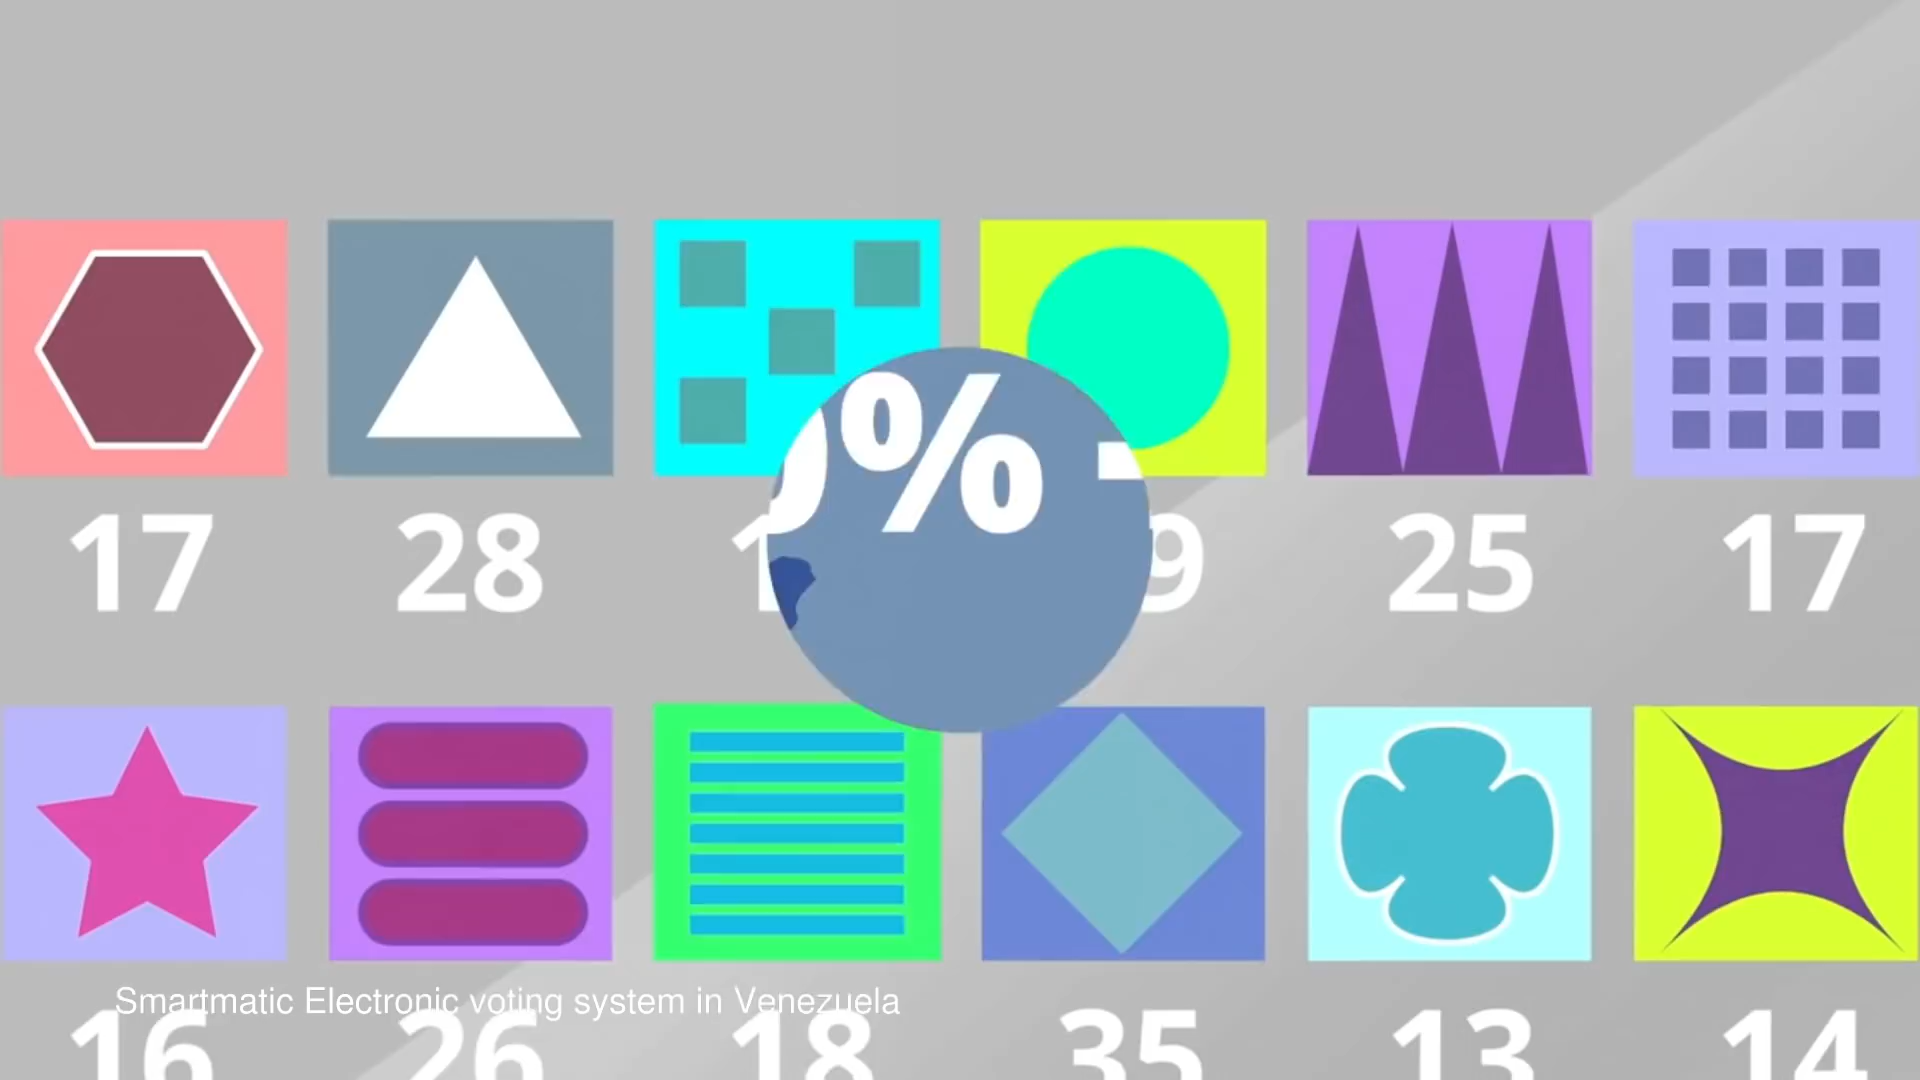 %
17 28 25 17
Smartmatic Electronic voting system in Venezuela
16 26 18 35 13 14